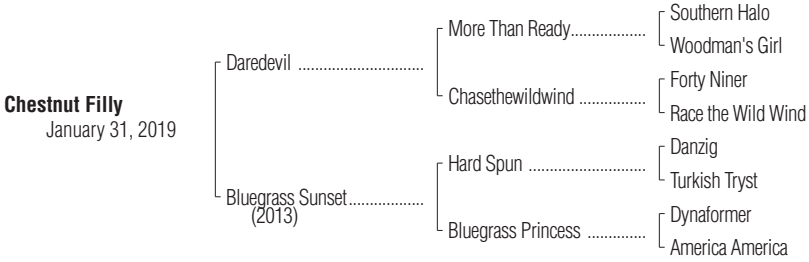 Southern Halo
More Than Ready..................
Woodman's Girl
Daredevil ..............................
Forty Niner
Chasethewildwind ................
Race the Wild Wind
Chestnut Filly
January 31, 2019
Danzig
Hard Spun ............................
Turkish Tryst
Bluegrass Sunset..................
(2013)
Dynaformer
Bluegrass Princess ..............
America America